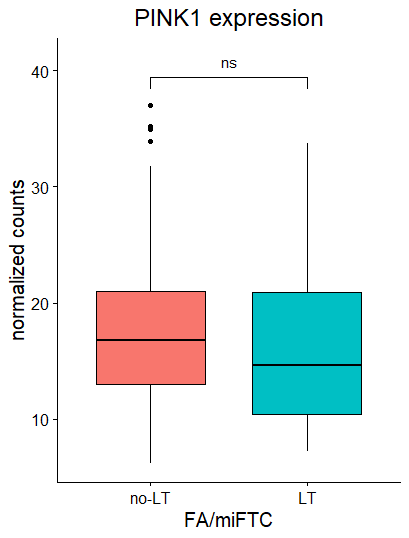 PINK1 expression
ns
40
30
20
10
normalized counts
no-LT
LT
FA/miFTC